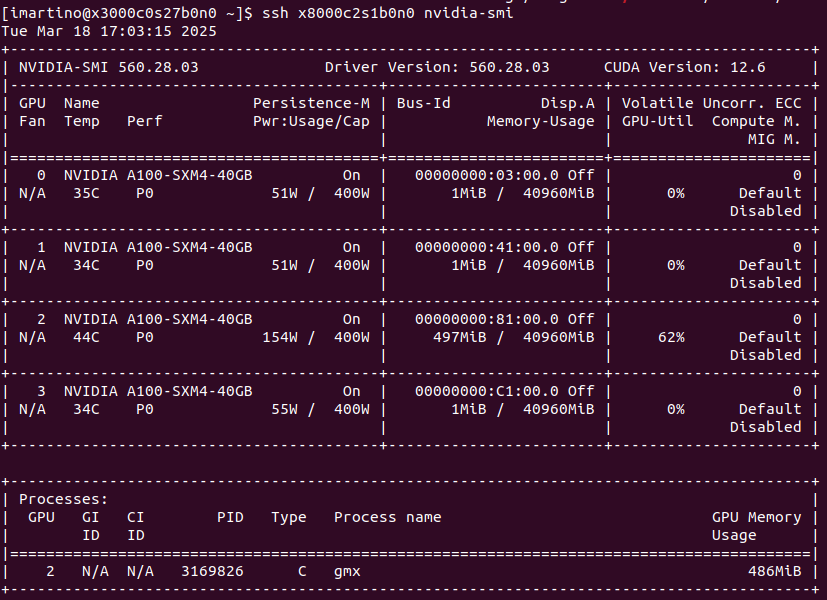 [imartino@x3000c0s27b0n0 ~]$ ssh x8000c2s1b0n0 nvidia-smi
Tue Mar 18 17:03:15 2025
+-----------------------------------------------------------------------------------------+
| NVIDIA-SMI 560.28.03              Driver Version: 560.28.03      CUDA Version: 12.6     |
|-----------------------------------------+------------------------+----------------------+
| GPU  Name                 Persistence-M | Bus-Id          Disp.A | Volatile Uncorr. ECC |
| Fan  Temp   Perf          Pwr:Usage/Cap |           Memory-Usage | GPU-Util  Compute M. |
|                                         |                        |               MIG M. |
|=========================================+========================+======================|
|   0  NVIDIA A100-SXM4-40GB          On  |   00000000:03:00.0 Off |                    0 |
| N/A   35C    P0             51W /  400W |       1MiB /  40960MiB |      0%      Default |
|                                         |                        |             Disabled |
+-----------------------------------------+------------------------+----------------------+
|   1  NVIDIA A100-SXM4-40GB          On  |   00000000:41:00.0 Off |                    0 |
| N/A   34C    P0             51W /  400W |       1MiB /  40960MiB |      0%      Default |
|                                         |                        |             Disabled |
+-----------------------------------------+------------------------+----------------------+
|   2  NVIDIA A100-SXM4-40GB          On  |   00000000:81:00.0 Off |                    0 |
| N/A   44C    P0            154W /  400W |     497MiB /  40960MiB |     62%      Default |
|                                         |                        |             Disabled |
+-----------------------------------------+------------------------+----------------------+
|   3  NVIDIA A100-SXM4-40GB          On  |   00000000:C1:00.0 Off |                    0 |
| N/A   34C    P0             55W /  400W |       1MiB /  40960MiB |      0%      Default |
|                                         |                        |             Disabled |
+-----------------------------------------+------------------------+----------------------+

+-----------------------------------------------------------------------------------------+
| Processes:                                                                              |
|  GPU   GI   CI        PID   Type   Process name                              GPU Memory |
|        ID   ID                                                               Usage      |
|=========================================================================================|
|    2   N/A  N/A   3169826      C   gmx                                           486MiB |
+-----------------------------------------------------------------------------------------+